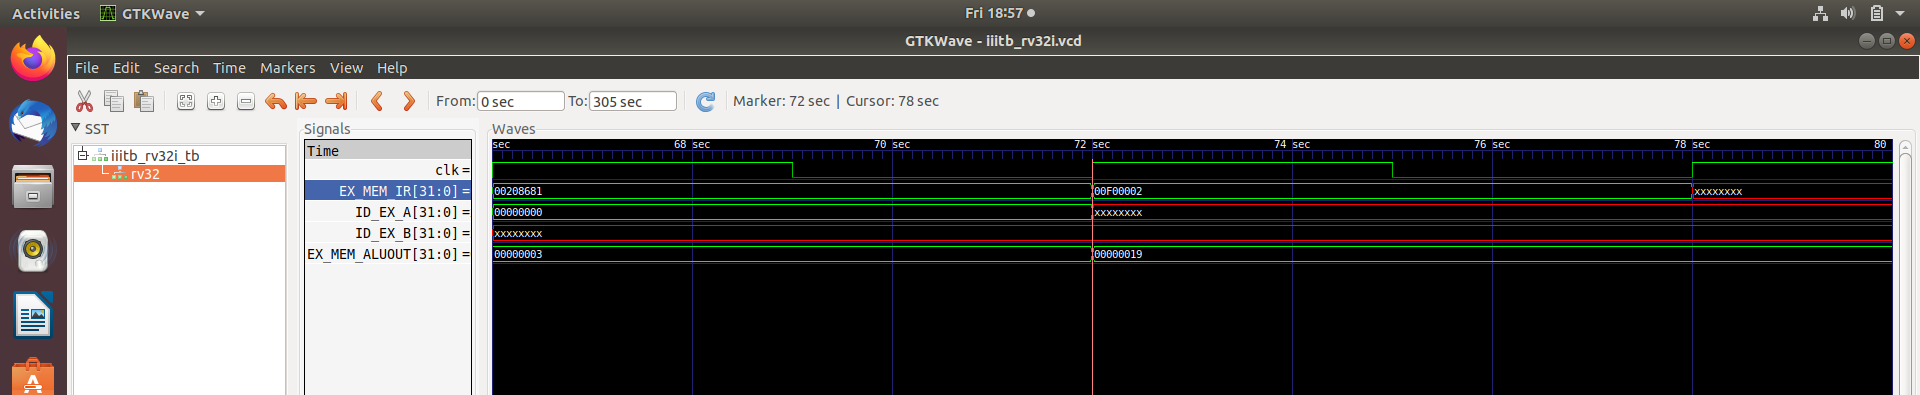 Activities GTKWave Fri 18:57
GTKWave - iiitb_rv32i.vcd
File Edit Search Time Markers View Help
From: 0 sec To: 305 sec Marker: 72 sec | Cursor: 78 sec
SST
iiitb_rv32i_tb
rv32
Signals
Time
clk =
EX_MEM_IR[31:0] =
ID_EX_A[31:0] =
ID_EX_B[31:0] =
EX_MEM_ALUOUT[31:0] =
Waves
sec 68 sec 70 sec 72 sec 74 sec 76 sec 78 sec 80
00208681 00F00002 xxxxxxxx
00000000 xxxxxxxx
xxxxxxxx
00000003 00000019